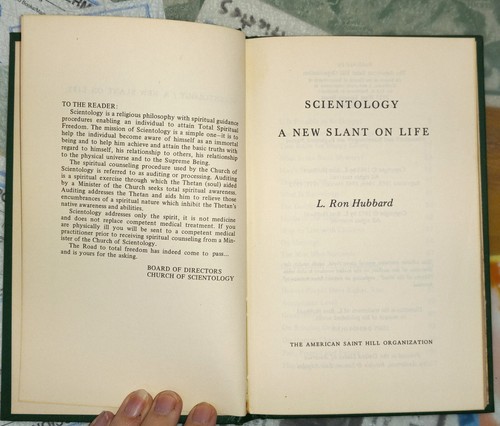 TO THE READER:
Scientology is a religious philosophy with spiritual guidance
procedures enabling an individual to attain Total Spiritual
Freedom. The mission of Scientology is a simple one—it is to
help the individual become aware of himself as an immortal
being and to help him achieve and attain the basic truths with
regard to himself, his relationship to others, his relationship
to the physical universe and to the Supreme Being.
The spiritual counseling procedure used by the Church of
Scientology is referred to as auditing or processing. Auditing
is a spiritual exercise through which the Thetan (soul) aided
by a Minister of the Church seeks total spiritual awareness.
Auditing addresses the Thetan and aids him to relieve those
encumbrances of a spiritual nature which inhibit the Thetan's
native awareness and abilities.
Scientology addresses only the spirit, it is not medicine
and does not replace competent medical treatment. If you
are physically ill you will be sent to a competent medical
practitioner prior to receiving spiritual counseling from a Min-
ister of the Church of Scientology.
The Road to total freedom has indeed come to pass...
and is yours for the asking.
BOARD OF DIRECTORS
CHURCH OF SCIENTOLOGY
SCIENTOLOGY
A NEW SLANT ON LIFE
L. Ron Hubbard
THE AMERICAN SAINT HILL ORGANIZATION